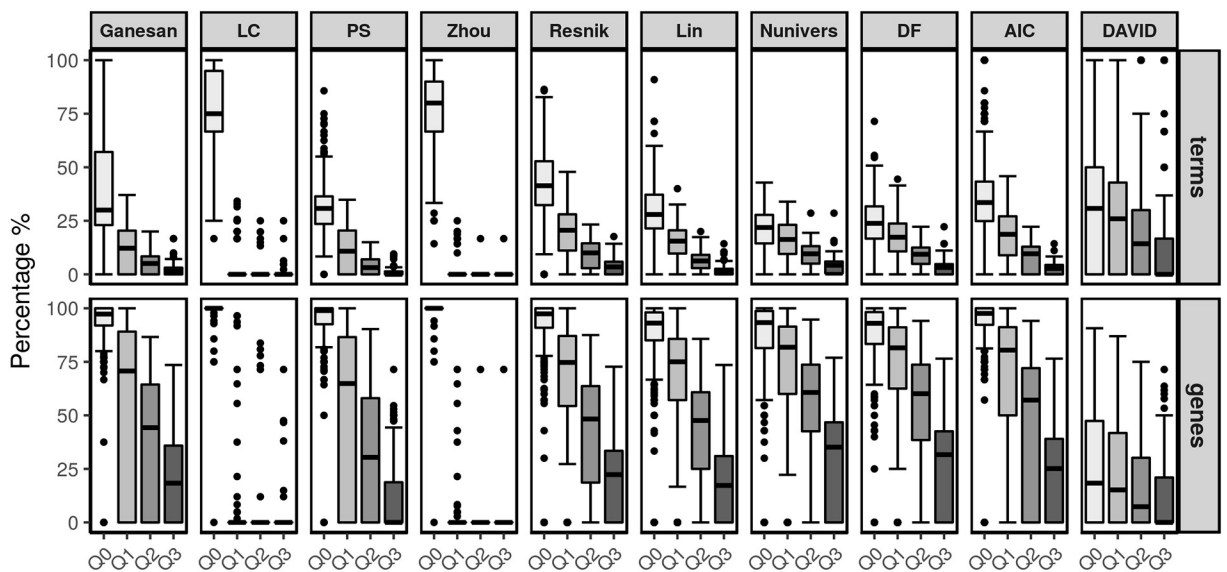 Ganesan LC PS Zhou Resnik Lin Nunivers DF AIC DAVID
100
75
50
25
0
terms
Percentage %
100
75
50
25
0
genes
Q0 Q1 Q2 Q3 Q0 Q1 Q2 Q3 Q0 Q1 Q2 Q3 Q0 Q1 Q2 Q3 Q0 Q1 Q2 Q3 Q0 Q1 Q2 Q3 Q0 Q1 Q2 Q3 Q0 Q1 Q2 Q3 Q0 Q1 Q2 Q3 Q0 Q1 Q2 Q3